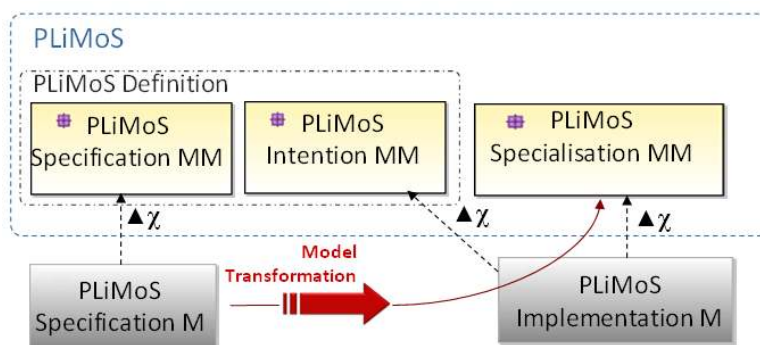 PLiMoS
PLiMoS Definition
PLiMoS
Specification MM
PLiMoS
Intention MM
PLiMoS
Specialisation MM
▲χ
▲χ
▲χ
Model
Transformation
PLiMoS
Specification M
PLiMoS
Implementation M